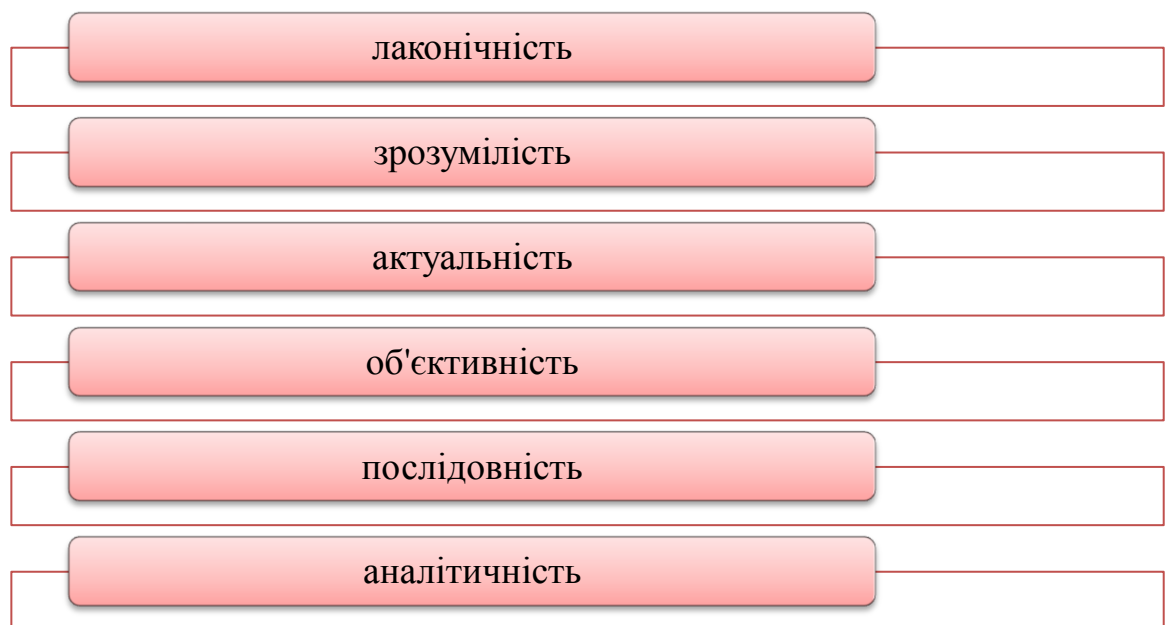 лаконічність
зрозумілість
актуальність
об'єктивність
послідовність
аналітичність